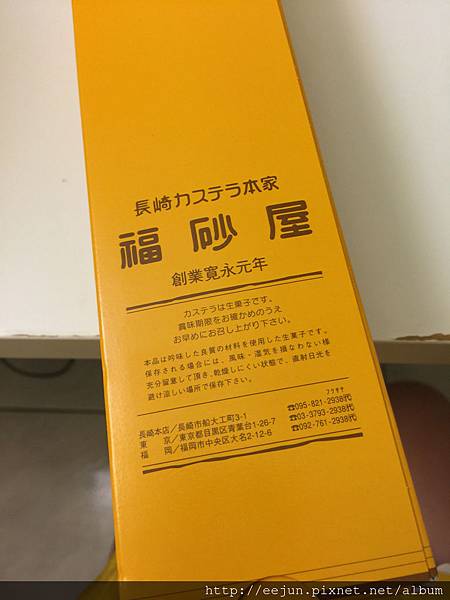 長崎カステラ本家
福砂屋
創業寛永元年
カステラは生菓子です。
賞味期限をお確かめのうえ
お早めにお召し上がり下さい。
本品は吟味した良質の材料を使用した生菓子です、
保存される場合には、風味・湿気を損なわない様
充分留意して頂き、乾燥しにくい状態で、直射日光を
避け涼しい場所で保存下さい。
フクサヤ
長崎本店／長崎市船大工町3-1 ☎095-821-2938代
東京／東京都目黒区青葉台1-26-7 ☎03-3793-2938代
福岡／福岡市中央区大名2-12-6 ☎092-761-2938代
http://eejun.pixnet.net/album